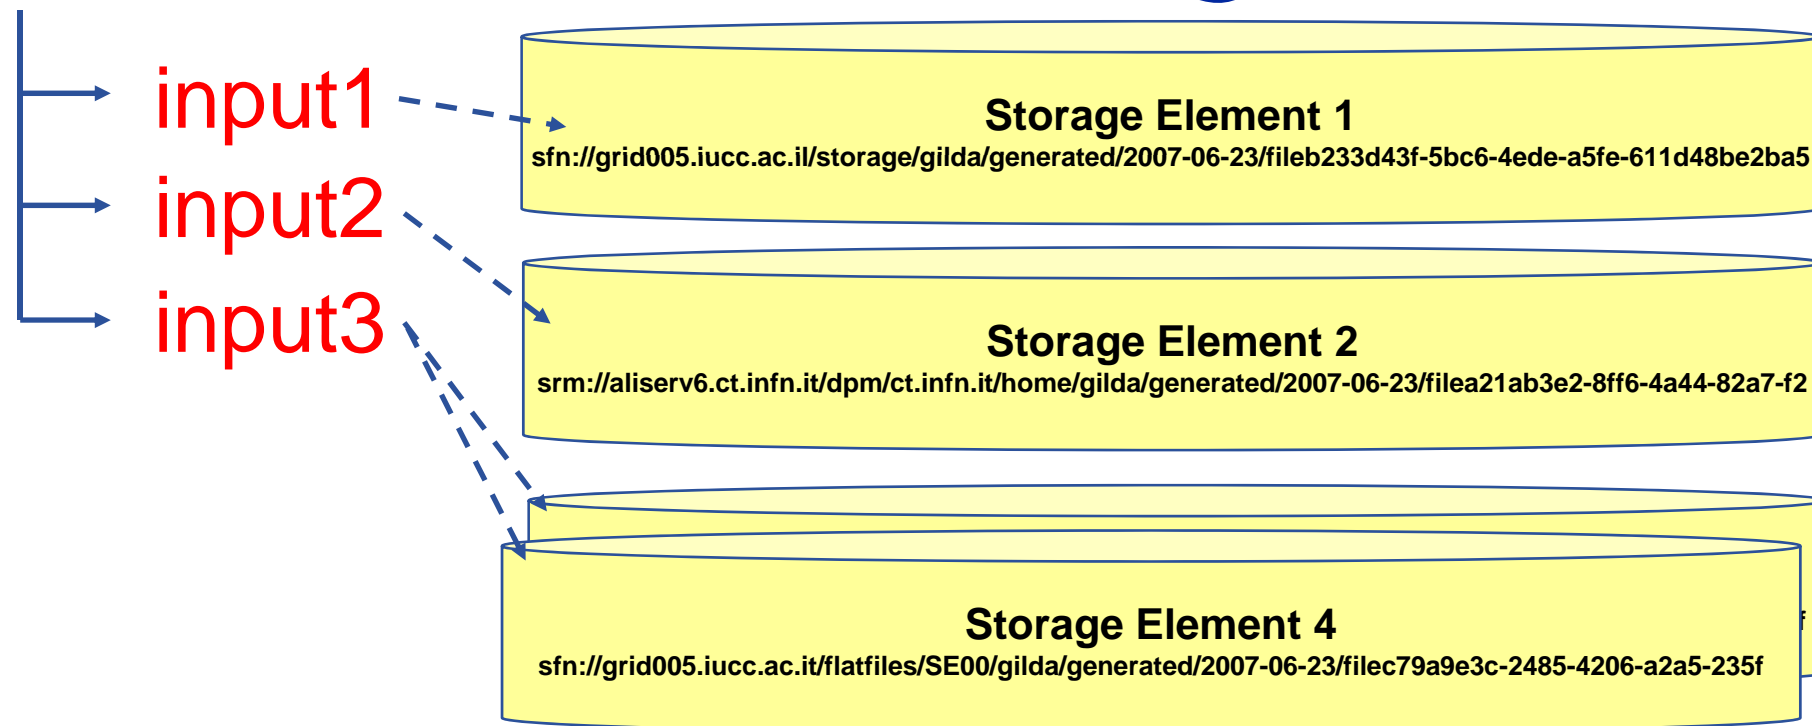 input1
Storage Element 1
sfn://grid005.iucc.ac.il/storage/gilda/generated/2007-06-23/fileb233d43f-5bc6-4ede-a5fe-611d48be2ba5
input2
Storage Element 2
srm://aliserv6.ct.infn.it/dpm/ct.infn.it/home/gilda/generated/2007-06-23/filea21ab3e2-8ff6-4a44-82a7-f2
input3
Storage Element 4
sfn://grid005.iucc.ac.it/flatfiles/SE00/gilda/generated/2007-06-23/filec79a9e3c-2485-4206-a2a5-235f